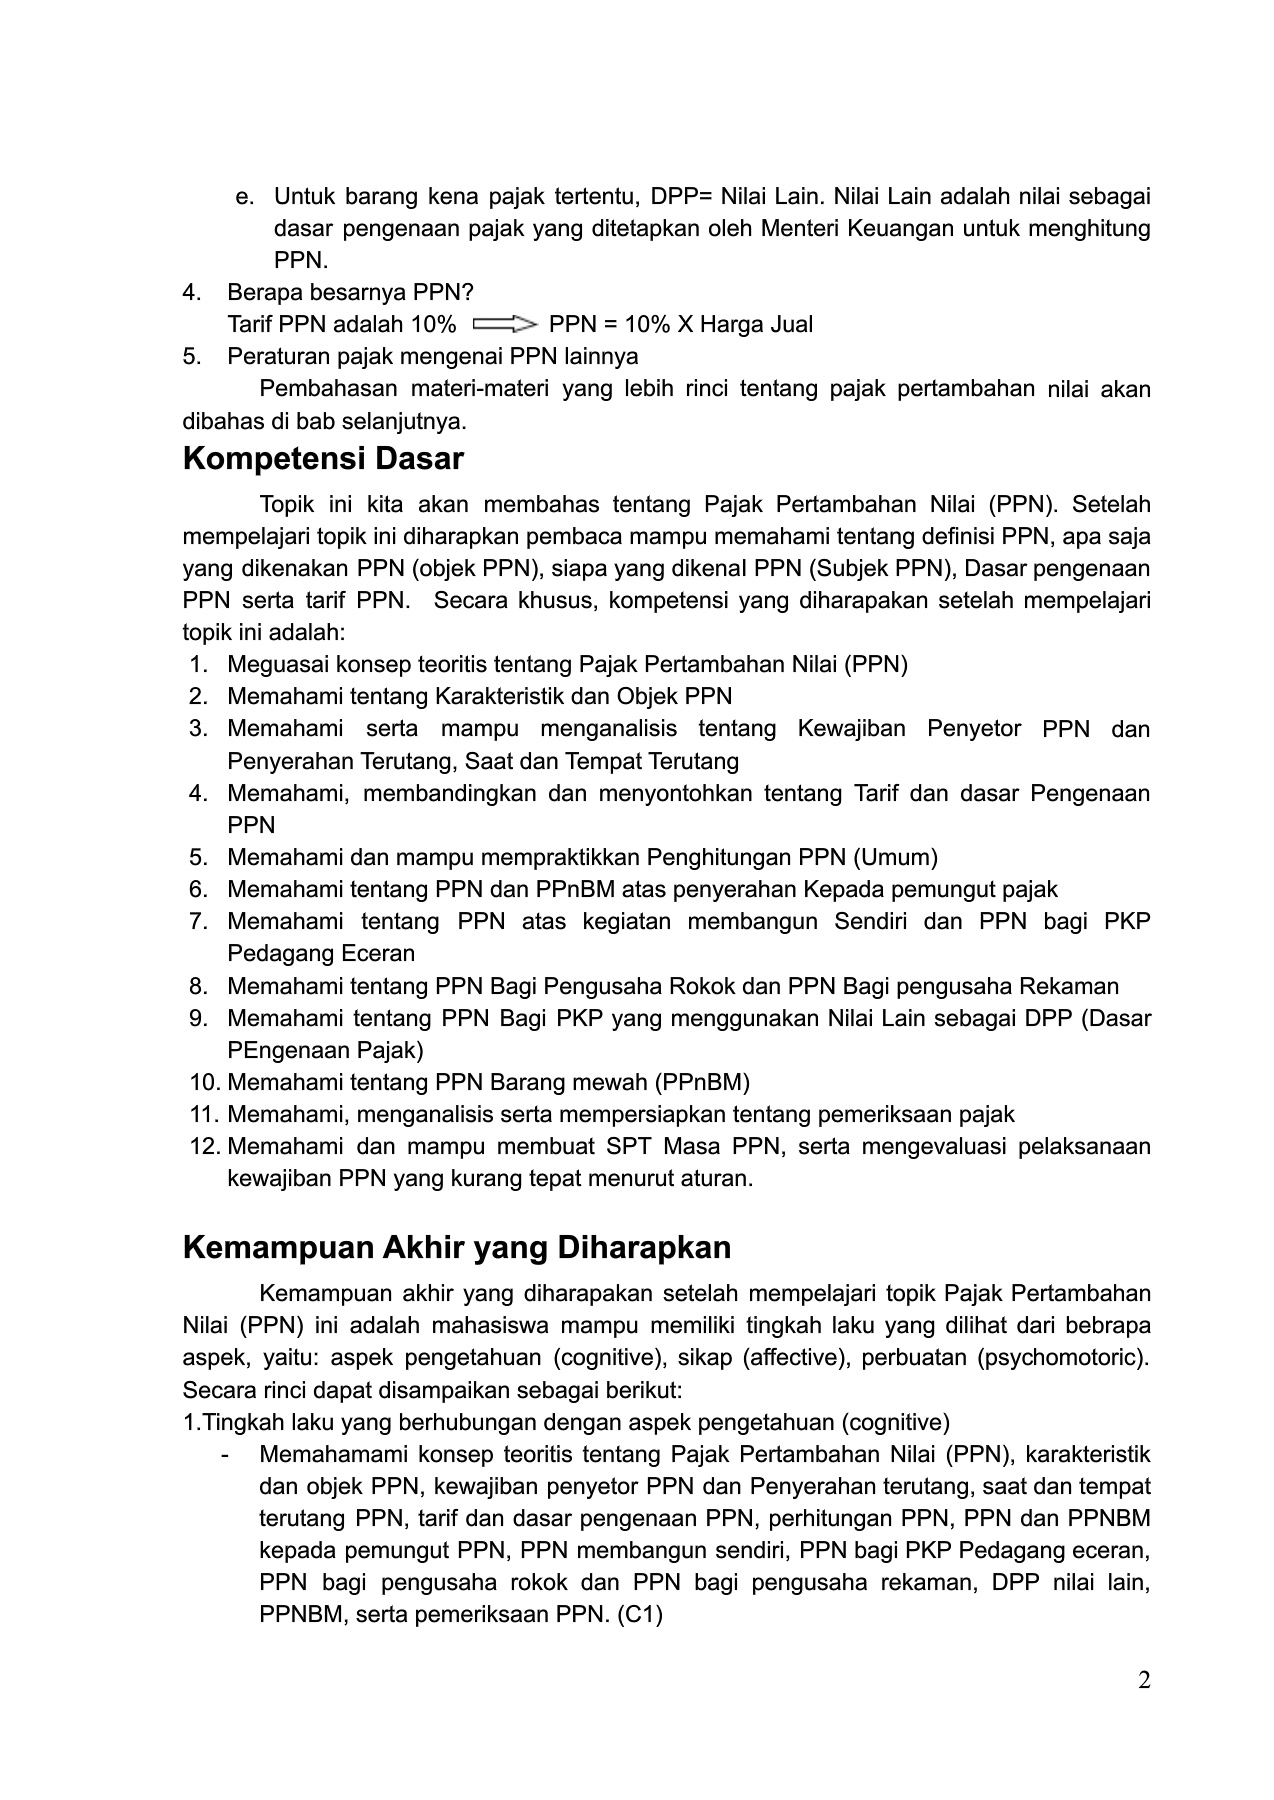 e. Untuk barang kena pajak tertentu, DPP= Nilai Lain. Nilai Lain adalah nilai sebagai
dasar pengenaan pajak yang ditetapkan oleh Menteri Keuangan untuk menghitung
PPN.
4. Berapa besarnya PPN?
Tarif PPN adalah 10% PPN = 10% X Harga Jual
5. Peraturan pajak mengenai PPN lainnya
Pembahasan materi-materi yang lebih rinci tentang pajak pertambahan nilai akan
dibahas di bab selanjutnya.
Kompetensi Dasar
Topik ini kita akan membahas tentang Pajak Pertambahan Nilai (PPN). Setelah
mempelajari topik ini diharapkan pembaca mampu memahami tentang definisi PPN, apa saja
yang dikenakan PPN (objek PPN), siapa yang dikenal PPN (Subjek PPN), Dasar pengenaan
PPN serta tarif PPN. Secara khusus, kompetensi yang diharapakan setelah mempelajari
topik ini adalah:
1. Meguasai konsep teoritis tentang Pajak Pertambahan Nilai (PPN)
2. Memahami tentang Karakteristik dan Objek PPN
3. Memahami serta mampu menganalisis tentang Kewajiban Penyetor PPN dan
Penyerahan Terutang, Saat dan Tempat Terutang
4. Memahami, membandingkan dan menyontohkan tentang Tarif dan dasar Pengenaan
PPN
5. Memahami dan mampu mempraktikkan Penghitungan PPN (Umum)
6. Memahami tentang PPN dan PPnBM atas penyerahan Kepada pemungut pajak
7. Memahami tentang PPN atas kegiatan membangun Sendiri dan PPN bagi PKP
Pedagang Eceran
8. Memahami tentang PPN Bagi Pengusaha Rokok dan PPN Bagi pengusaha Rekaman
9. Memahami tentang PPN Bagi PKP yang menggunakan Nilai Lain sebagai DPP (Dasar
PEngenaan Pajak)
10. Memahami tentang PPN Barang mewah (PPnBM)
11. Memahami, menganalisis serta mempersiapkan tentang pemeriksaan pajak
12. Memahami dan mampu membuat SPT Masa PPN, serta mengevaluasi pelaksanaan
kewajiban PPN yang kurang tepat menurut aturan.
Kemampuan Akhir yang Diharapkan
Kemampuan akhir yang diharapakan setelah mempelajari topik Pajak Pertambahan
Nilai (PPN) ini adalah mahasiswa mampu memiliki tingkah laku yang dilihat dari bebrapa
aspek, yaitu: aspek pengetahuan (cognitive), sikap (affective), perbuatan (psychomotoric).
Secara rinci dapat disampaikan sebagai berikut:
1.Tingkah laku yang berhubungan dengan aspek pengetahuan (cognitive)
- Memahamami konsep teoritis tentang Pajak Pertambahan Nilai (PPN), karakteristik
dan objek PPN, kewajiban penyetor PPN dan Penyerahan terutang, saat dan tempat
terutang PPN, tarif dan dasar pengenaan PPN, perhitungan PPN, PPN dan PPNBM
kepada pemungut PPN, PPN membangun sendiri, PPN bagi PKP Pedagang eceran,
PPN bagi pengusaha rokok dan PPN bagi pengusaha rekaman, DPP nilai lain,
PPNBM, serta pemeriksaan PPN. (C1)
2